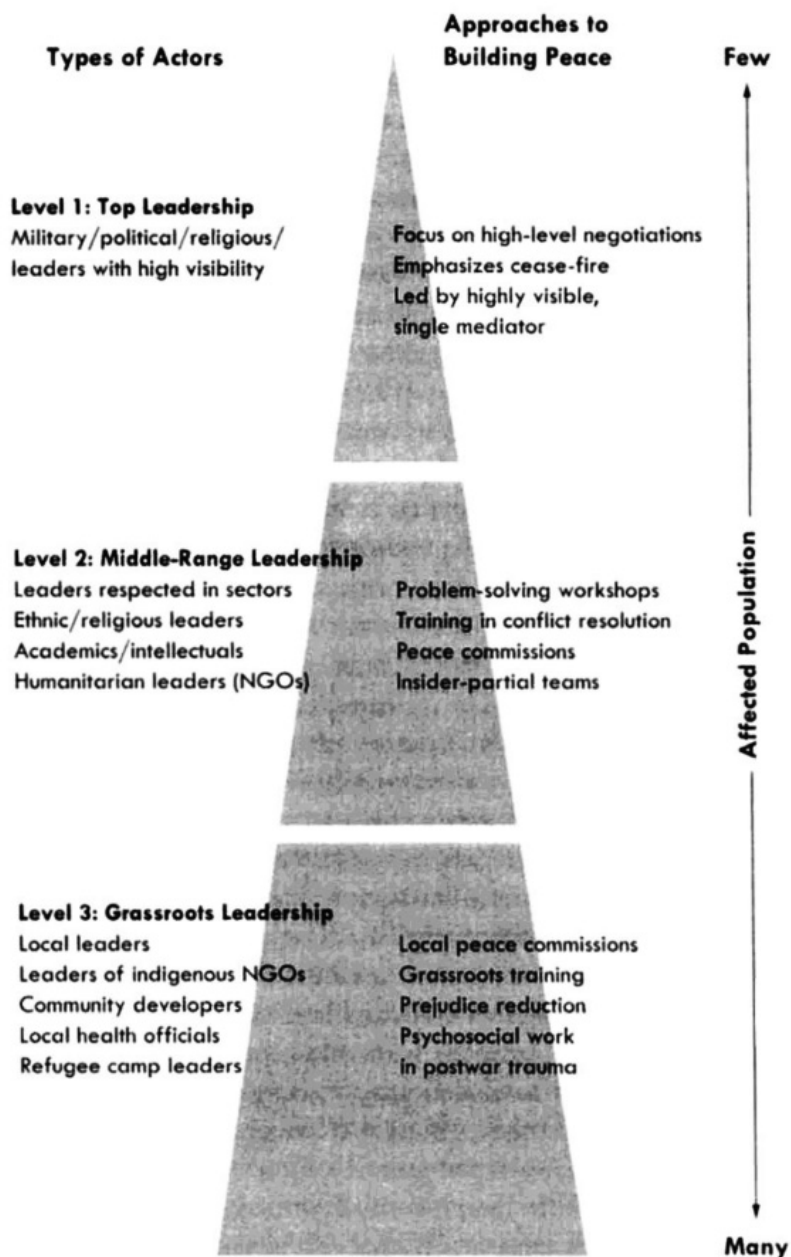 Types of Actors
Approaches to
Building Peace
Few
Level 1: Top Leadership
Military/political/religious/
leaders with high visibility
Focus on high-level negotiations
Emphasizes cease-fire
Led by highly visible,
single mediator
Level 2: Middle-Range Leadership
Leaders respected in sectors
Ethnic/religious leaders
Academics/intellectuals
Humanitarian leaders (NGOs)
Problem-solving workshops
Training in conflict resolution
Peace commissions
Insider-partial teams
Affected Population
Level 3: Grassroots Leadership
Local leaders
Leaders of indigenous NGOs
Community developers
Local health officials
Refugee camp leaders
Local peace commissions
Grassroots training
Prejudice reduction
Psychosocial work
in postwar trauma
Many